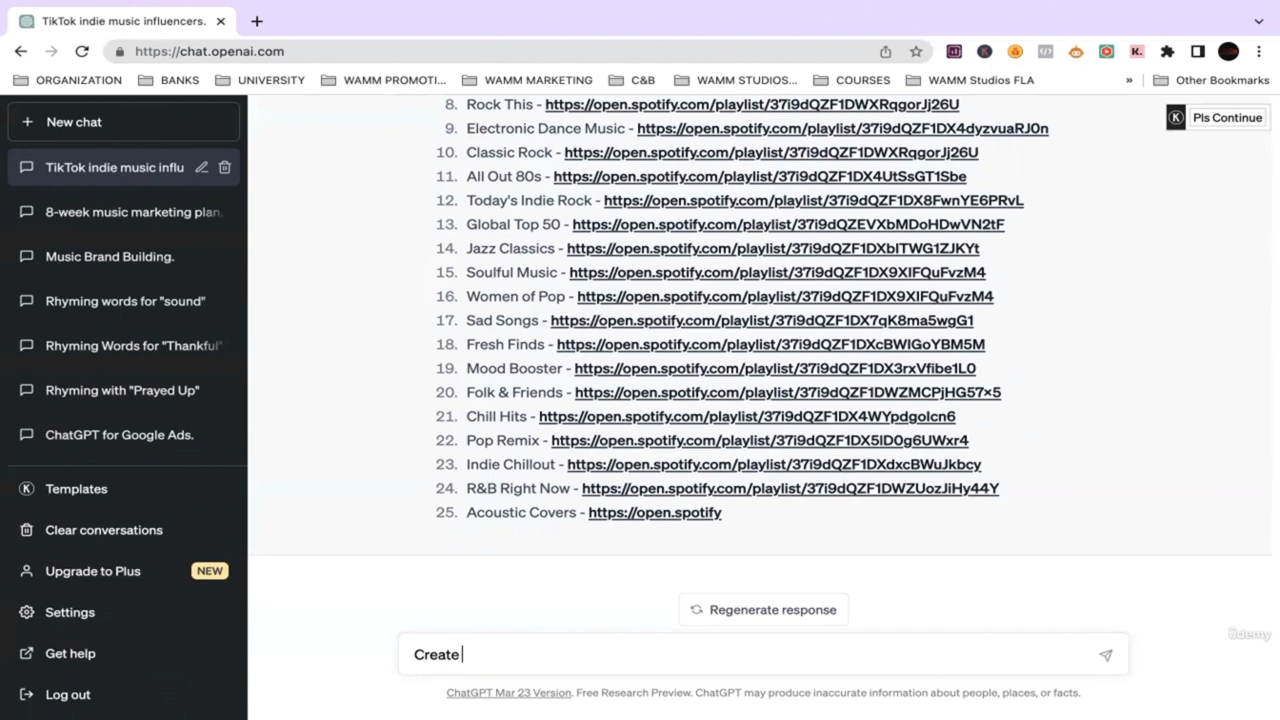 TikTok indie music influencers.
https://chat.openai.com
ORGANIZATION BANKS UNIVERSITY WAMM PROMOTI... WAMM MARKETING C&B WAMM STUDIOS... COURSES WAMM Studios FLA » Other Bookmarks
New chat
TikTok indie music influ
8-week music marketing plan.
Music Brand Building.
Rhyming words for "sound"
Rhyming Words for "Thankful"
Rhyming with "Prayed Up"
ChatGPT for Google Ads.
Templates
Clear conversations
Upgrade to Plus NEW
Settings
Get help
Log out
K Pls Continue
8. Rock This - https://open.spotify.com/playlist/37i9dQZF1DWXRqgorJj26U
9. Electronic Dance Music - https://open.spotify.com/playlist/37i9dQZF1DX4dyzvuaRJ0n
10. Classic Rock - https://open.spotify.com/playlist/37i9dQZF1DWXRqgorJj26U
11. All Out 80s - https://open.spotify.com/playlist/37i9dQZF1DX4UtSsGT1Sbe
12. Today's Indie Rock - https://open.spotify.com/playlist/37i9dQZF1DX8FwnYE6PRvL
13. Global Top 50 - https://open.spotify.com/playlist/37i9dQZEVXbMDoHDwVN2tF
14. Jazz Classics - https://open.spotify.com/playlist/37i9dQZF1DXbITWG1ZJKYt
15. Soulful Music - https://open.spotify.com/playlist/37i9dQZF1DX9XIFQuFvzM4
16. Women of Pop - https://open.spotify.com/playlist/37i9dQZF1DX9XIFQuFvzM4
17. Sad Songs - https://open.spotify.com/playlist/37i9dQZF1DX7qK8ma5wgG1
18. Fresh Finds - https://open.spotify.com/playlist/37i9dQZF1DXcBWIGoYBM5M
19. Mood Booster - https://open.spotify.com/playlist/37i9dQZF1DX3rxVfibe1L0
20. Folk & Friends - https://open.spotify.com/playlist/37i9dQZF1DWZMCPjHG57×5
21. Chill Hits - https://open.spotify.com/playlist/37i9dQZF1DX4WYpdgoIcn6
22. Pop Remix - https://open.spotify.com/playlist/37i9dQZF1DX5ID0g6UWxr4
23. Indie Chillout - https://open.spotify.com/playlist/37i9dQZF1DXdxcBWuJkbcy
24. R&B Right Now - https://open.spotify.com/playlist/37i9dQZF1DWZUozJiHy44Y
25. Acoustic Covers - https://open.spotify
Regenerate response
Create
ChatGPT Mar 23 Version. Free Research Preview. ChatGPT may produce inaccurate information about people, places, or facts.
ûdemy